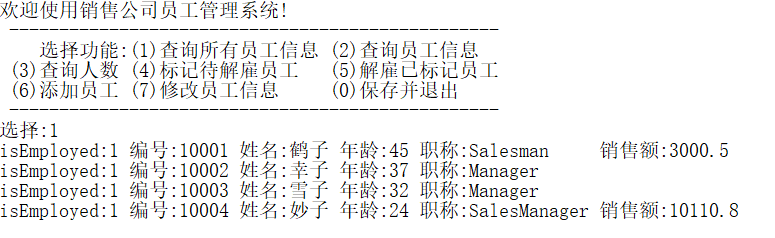 欢迎使用销售公司员工管理系统!
-------------------------------------------------
选择功能:(1)查询所有员工信息 (2)查询员工信息
(3)查询人数 (4)标记待解雇员工 (5)解雇已标记员工
(6)添加员工 (7)修改员工信息 (0)保存并退出
-------------------------------------------------
选择:1
isEmployed:1 编号:10001 姓名:鹤子 年龄:45 职称:Salesman 销售额:3000.5
isEmployed:1 编号:10002 姓名:幸子 年龄:37 职称:Manager
isEmployed:1 编号:10003 姓名:雪子 年龄:32 职称:Manager
isEmployed:1 编号:10004 姓名:妙子 年龄:24 职称:SalesManager 销售额:10110.8